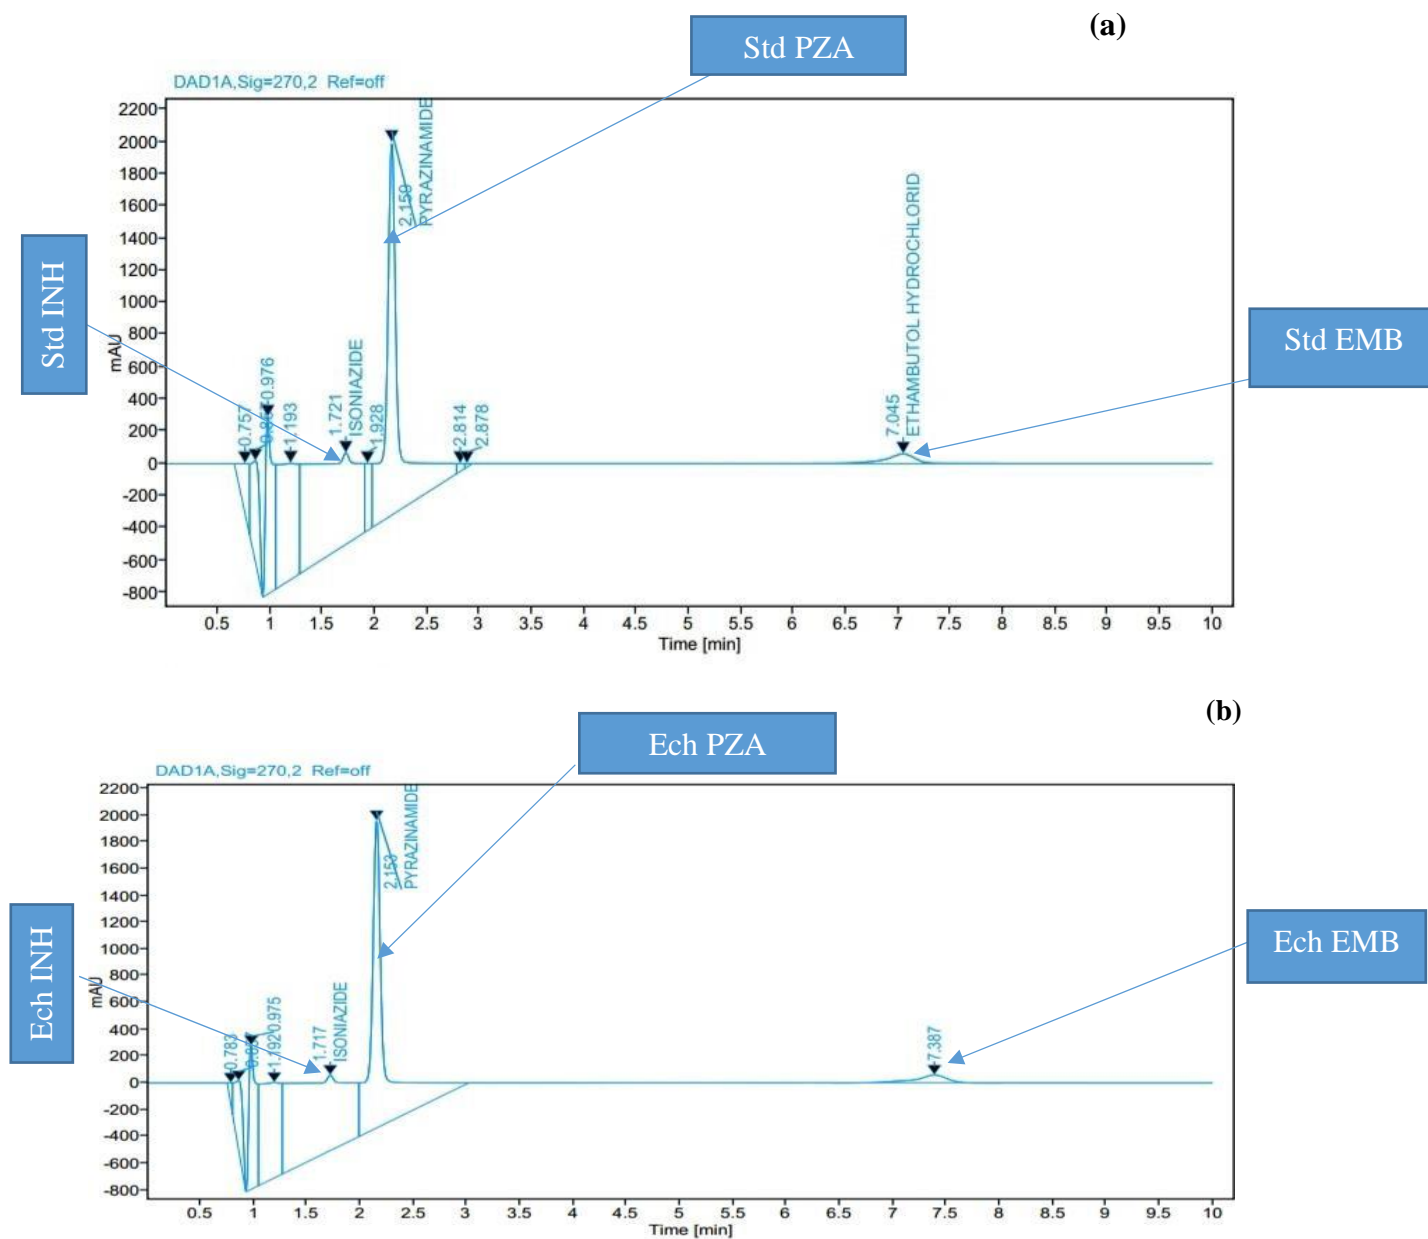 (a)
Std PZA
DAD1A,Sig=270,2 Ref=off
2200
2000
1800
1600
1400
1200
1000
800
600
400
200
0
-200
-400
-600
-800
mAU
Std INH
0.757
0.976
1.193
1.721
ISONIAZIDE
1.928
2.159
PYRAZINAMIDE
2.814
2.878
7.045
ETHAMBUTOL HYDROCHLORID
Std EMB
0.5 1 1.5 2 2.5 3 3.5 4 4.5 5 5.5 6 6.5 7 7.5 8 8.5 9 9.5 10
Time [min]
(b)
Ech PZA
DAD1A,Sig=270,2 Ref=off
2200
2000
1800
1600
1400
1200
1000
800
600
400
200
0
-200
-400
-600
-800
mAU
Ech INH
0.783
1.192
0.975
1.717
ISONIAZIDE
2.153
PYRAZINAMIDE
7.387
Ech EMB
0.5 1 1.5 2 2.5 3 3.5 4 4.5 5 5.5 6 6.5 7 7.5 8 8.5 9 9.5 10
Time [min]